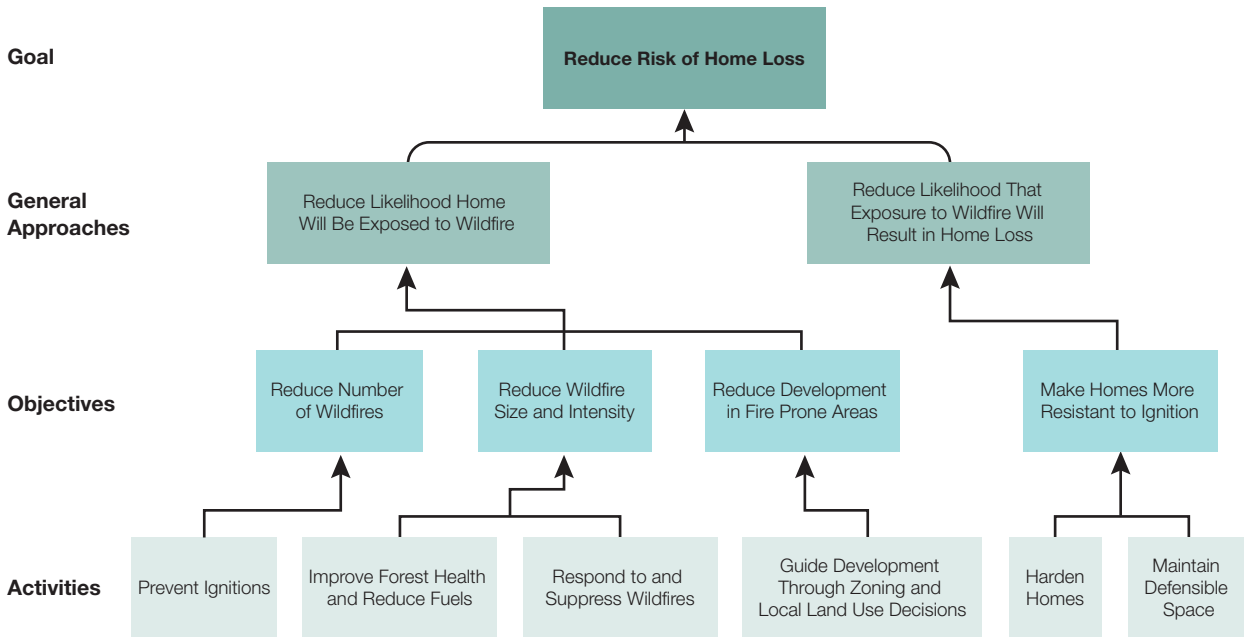 Goal
Reduce Risk of Home Loss
General
Approaches
Reduce Likelihood Home
Will Be Exposed to Wildfire
Reduce Likelihood That
Exposure to Wildfire Will
Result in Home Loss
Objectives
Reduce Number
of Wildfires
Reduce Wildfire
Size and Intensity
Reduce Development
in Fire Prone Areas
Make Homes More
Resistant to Ignition
Activities
Prevent Ignitions
Improve Forest Health
and Reduce Fuels
Respond to and
Suppress Wildfires
Guide Development
Through Zoning and
Local Land Use Decisions
Harden
Homes
Maintain
Defensible
Space